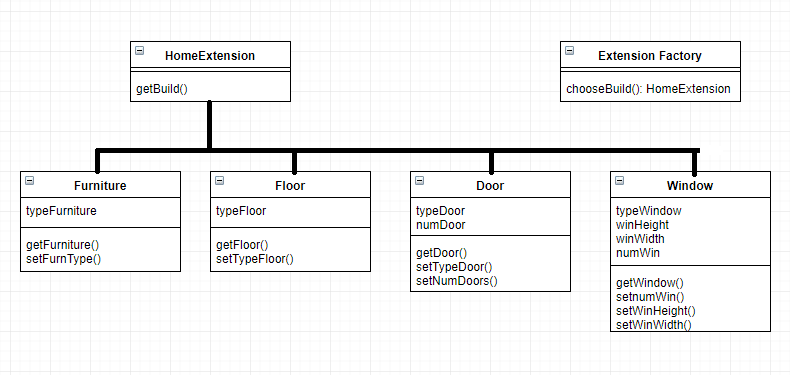 HomeExtension
getBuild()
Extension Factory
chooseBuild(): HomeExtension
Furniture
typeFurniture
getFurniture()
setFurnType()
Floor
typeFloor
getFloor()
setTypeFloor()
Door
typeDoor
numDoor
getDoor()
setTypeDoor()
setNumDoors()
Window
typeWindow
winHeight
winWidth
numWin
getWindow()
setnumWin()
setWinHeight()
setWinWidth()